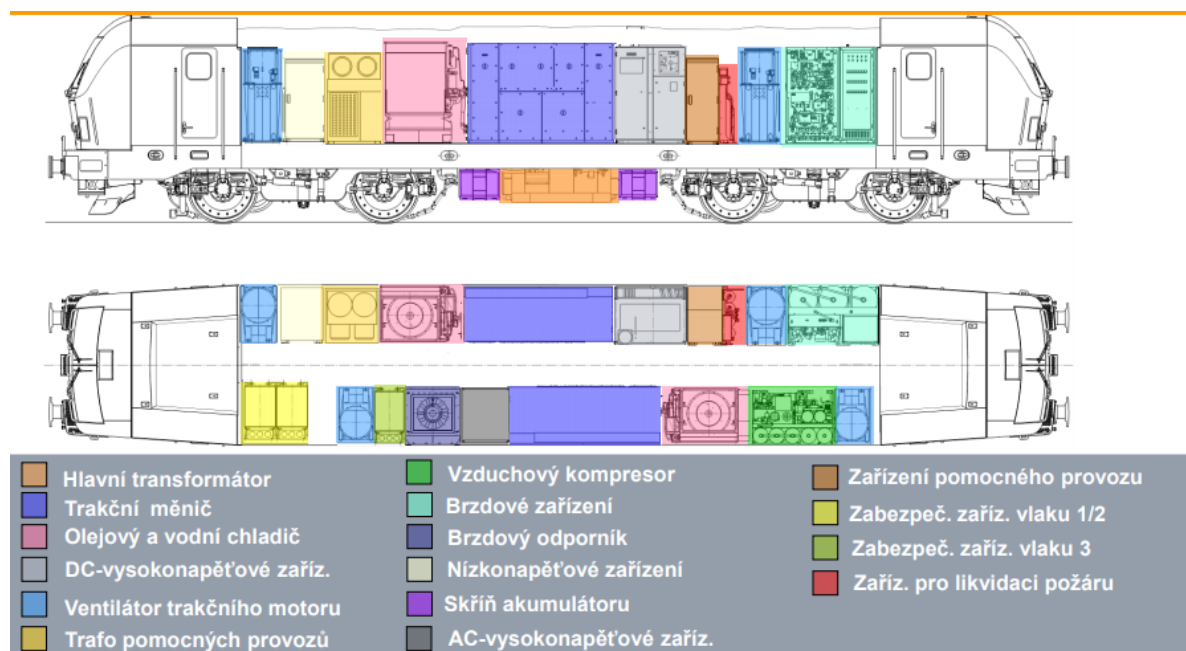 Hlavní transformátor
Trakční měnič
Olejový a vodní chladič
DC-vysokonapěťové zaříz.
Ventilátor trakčního motoru
Trafo pomocných provozů
Vzduchový kompresor
Brzdové zařízení
Brzdový odporník
Nízkonapěťové zařízení
Skříň akumulátoru
AC-vysokonapěťové zaříz.
Zařízení pomocného provozu
Zabezpeč. zaříz. vlaku 1/2
Zabezpeč. zaříz. vlaku 3
Zaříz. pro likvidaci požáru